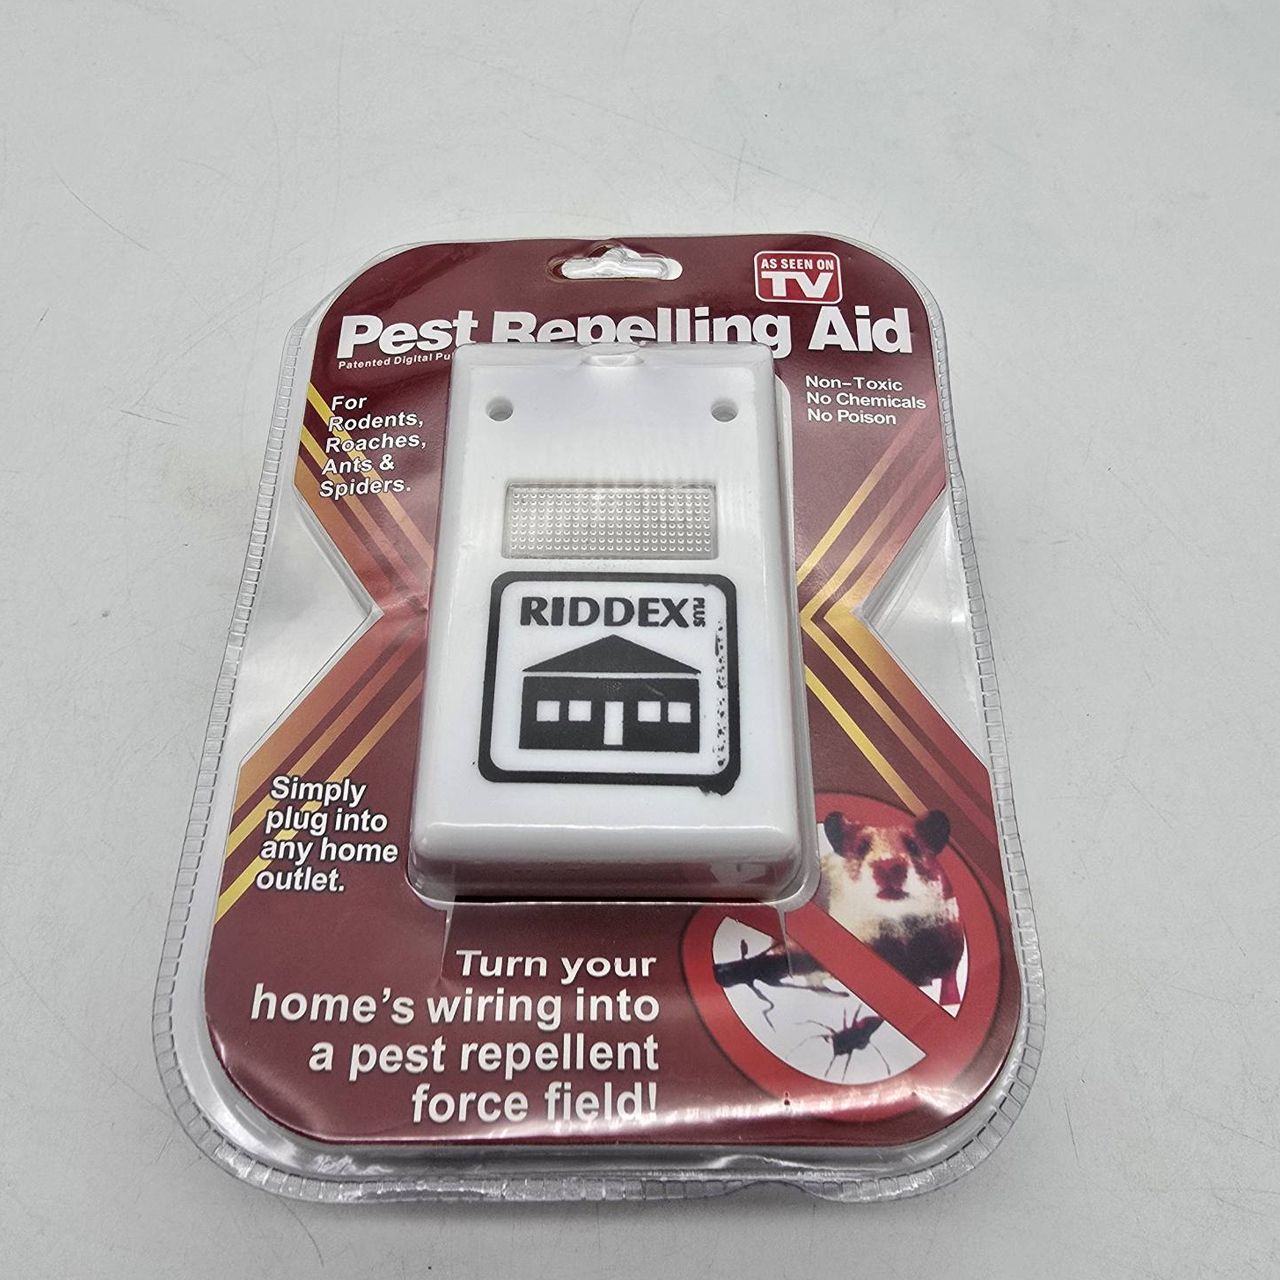 AS SEEN ON
TV
Pest Repelling Aid
Patented Digital
Non-Toxic
No Chemicals
No Poison
For
Rodents,
Roaches,
Ants &
Spiders.
RIDDEX PLUS
Simply
plug into
any home
outlet.
Turn your
home's wiring into
a pest repellent
force field!